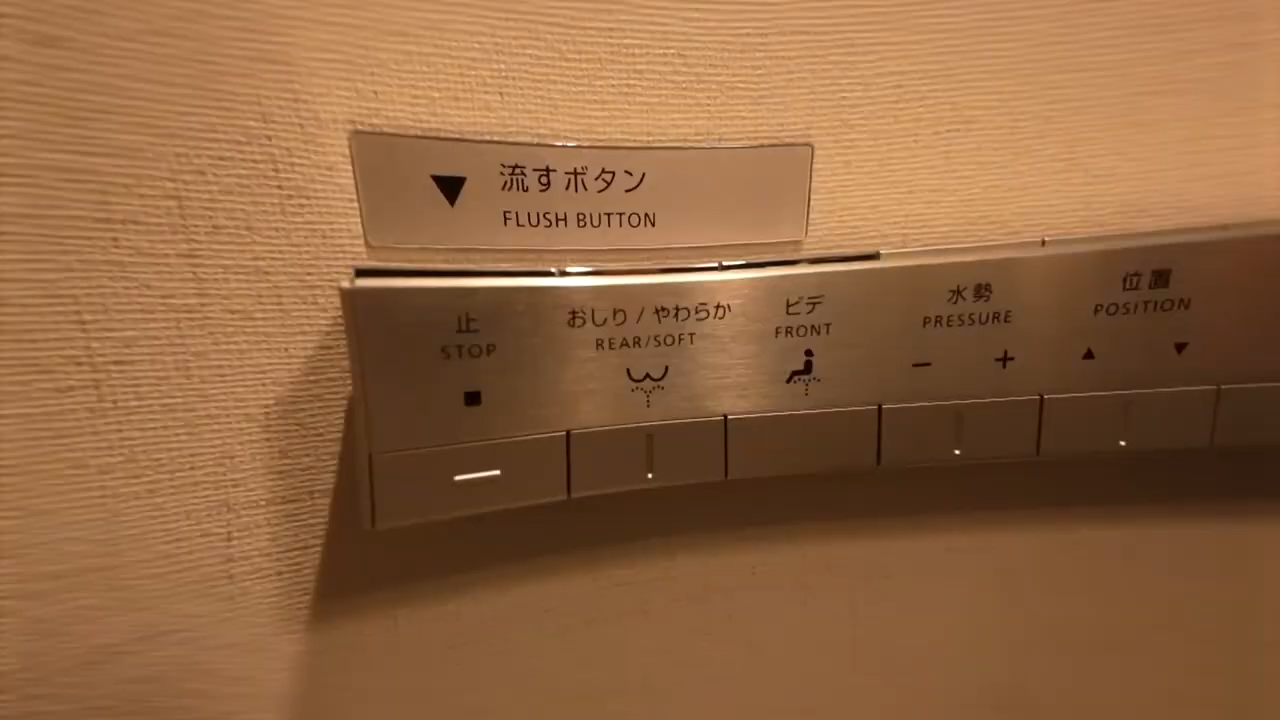 流すボタン
FLUSH BUTTON
止
STOP
おしり / やわらか
REAR/SOFT
ビデ
FRONT
水勢
PRESSURE
− +
位置
POSITION